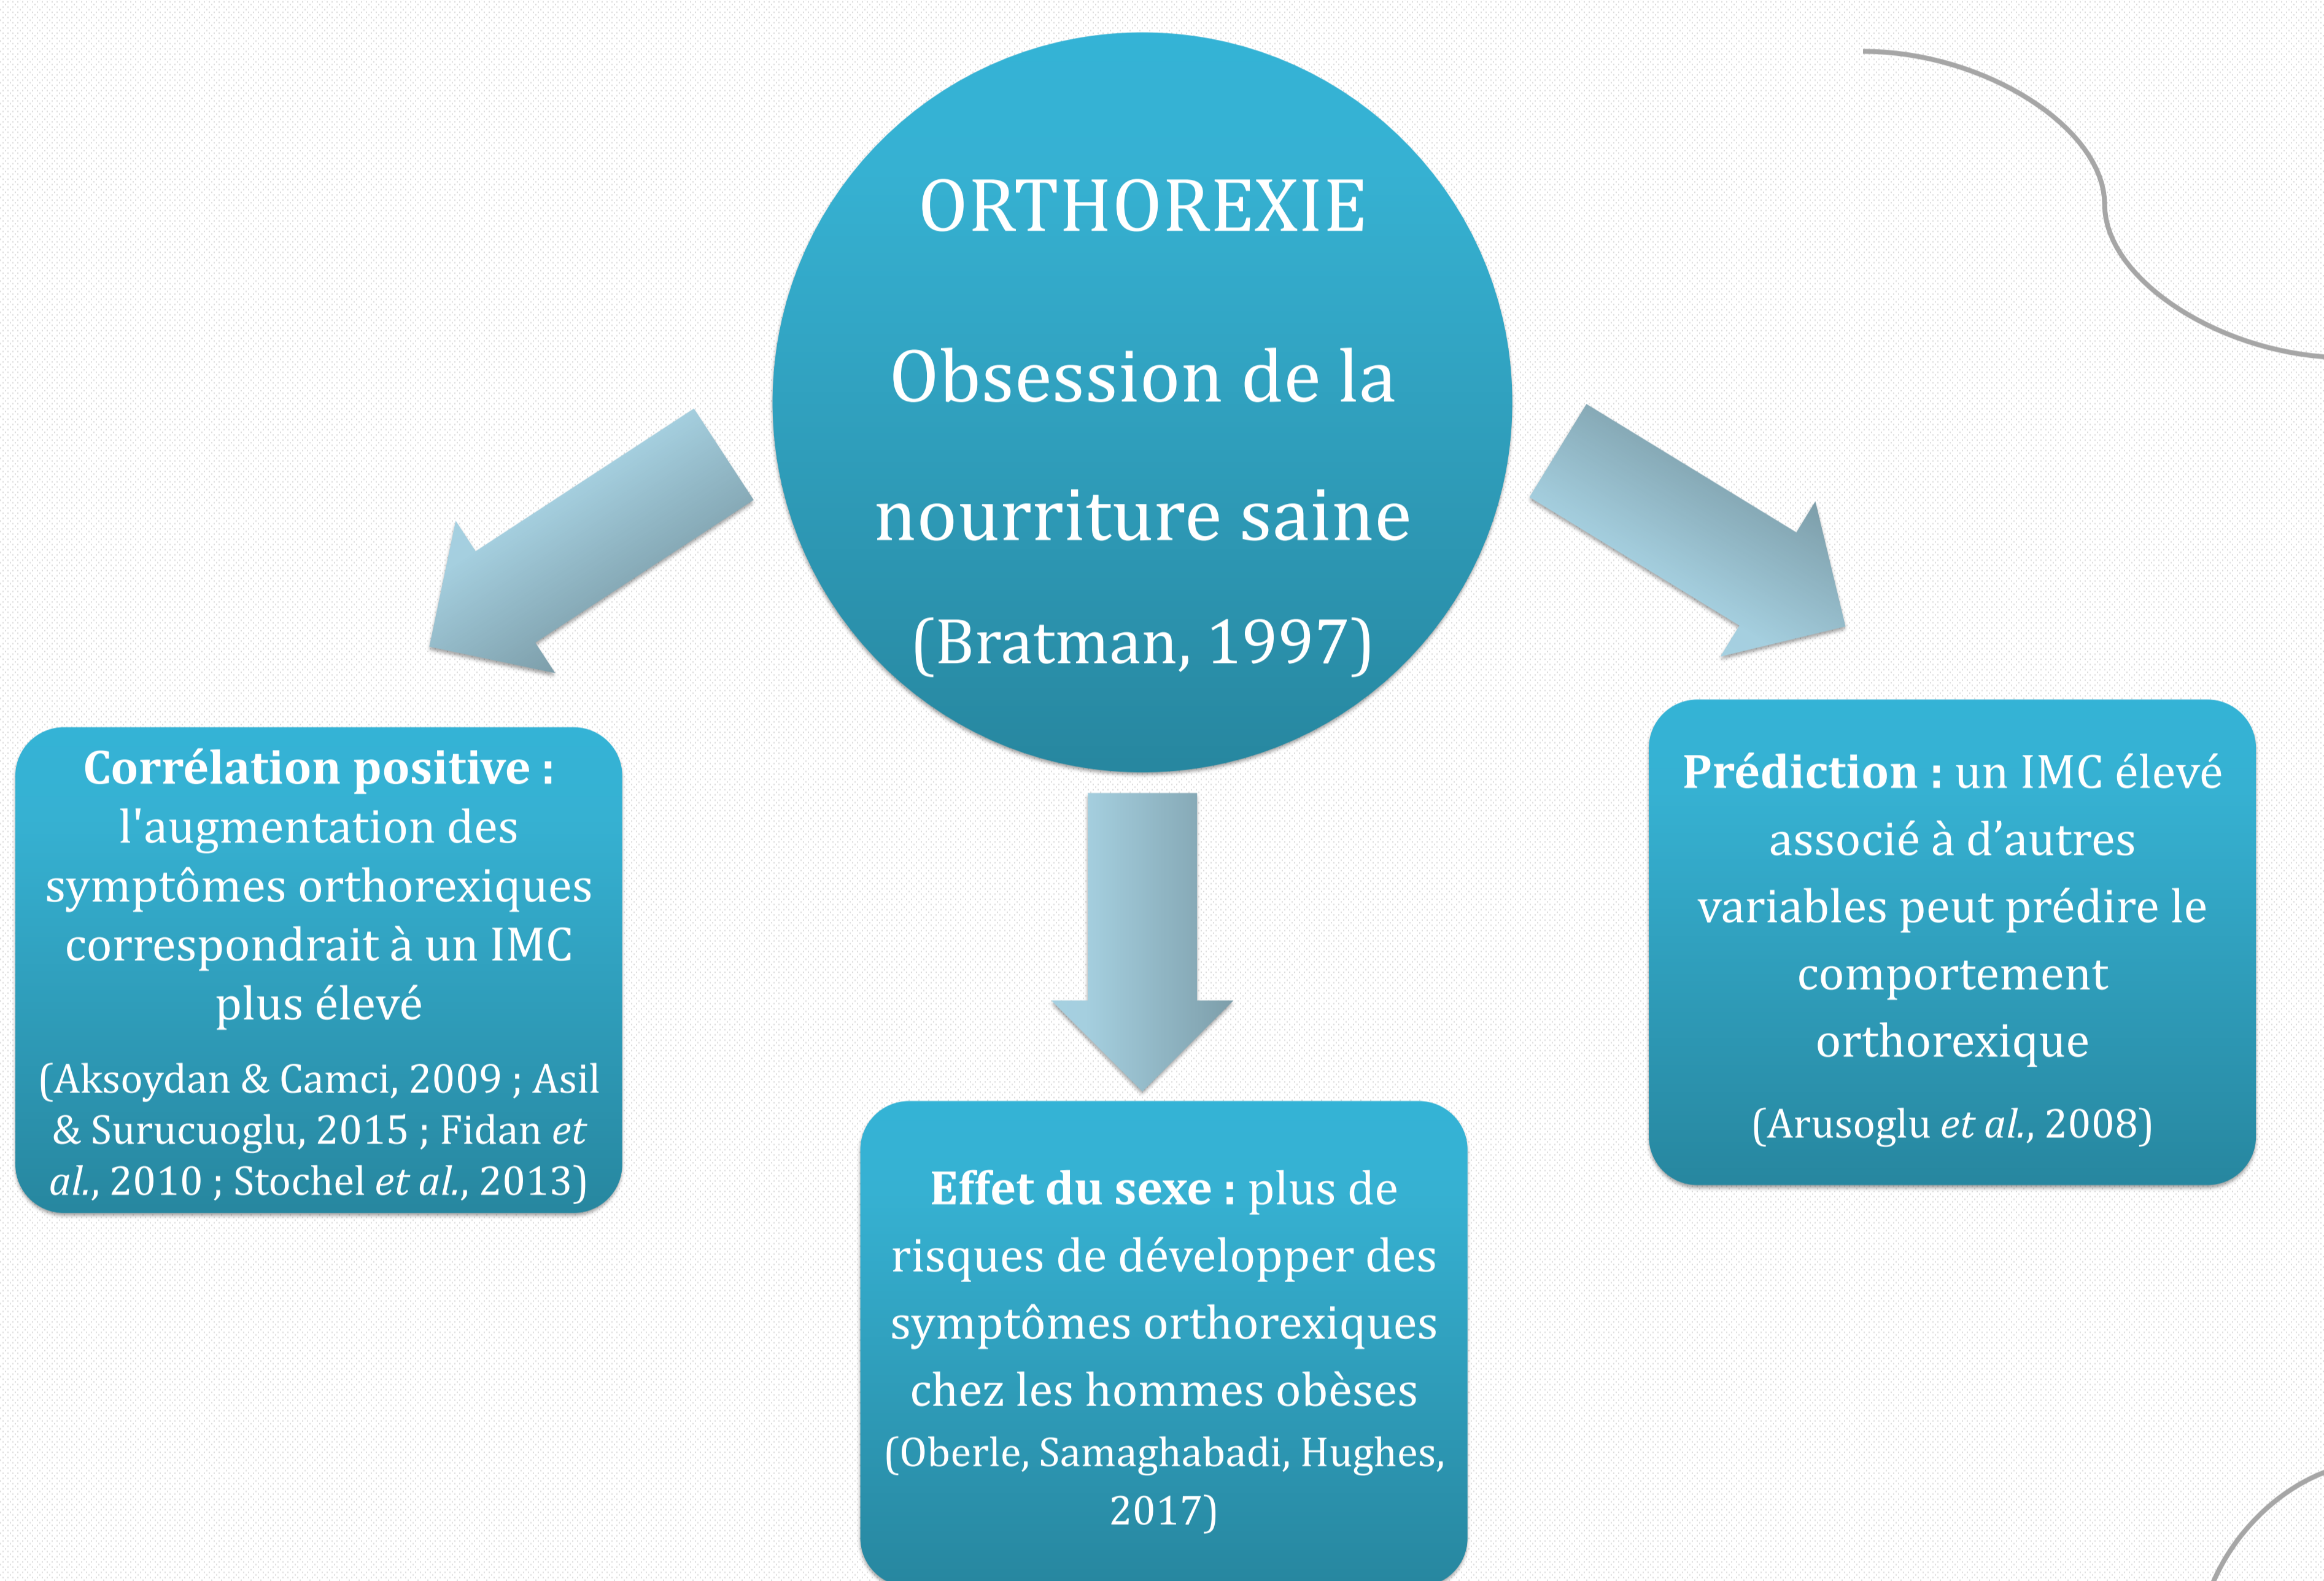 ORTHOREXIE
Obsession de la
nourriture saine
(Bratman, 1997)
Corrélation positive :
l'augmentation des
symptômes orthorexiques
correspondrait à un IMC
plus élevé
(Aksoydan & Camci, 2009 ; Asil
& Surucuoglu, 2015 ; Fidan et
al., 2010 ; Stochel et al., 2013)
Effet du sexe : plus de
risques de développer des
symptômes orthorexiques
chez les hommes obèses
(Oberle, Samaghabadi, Hughes,
2017)
Prédiction : un IMC élevé
associé à d’autres
variables peut prédire le
comportement
orthorexique
(Arusoglu et al., 2008)